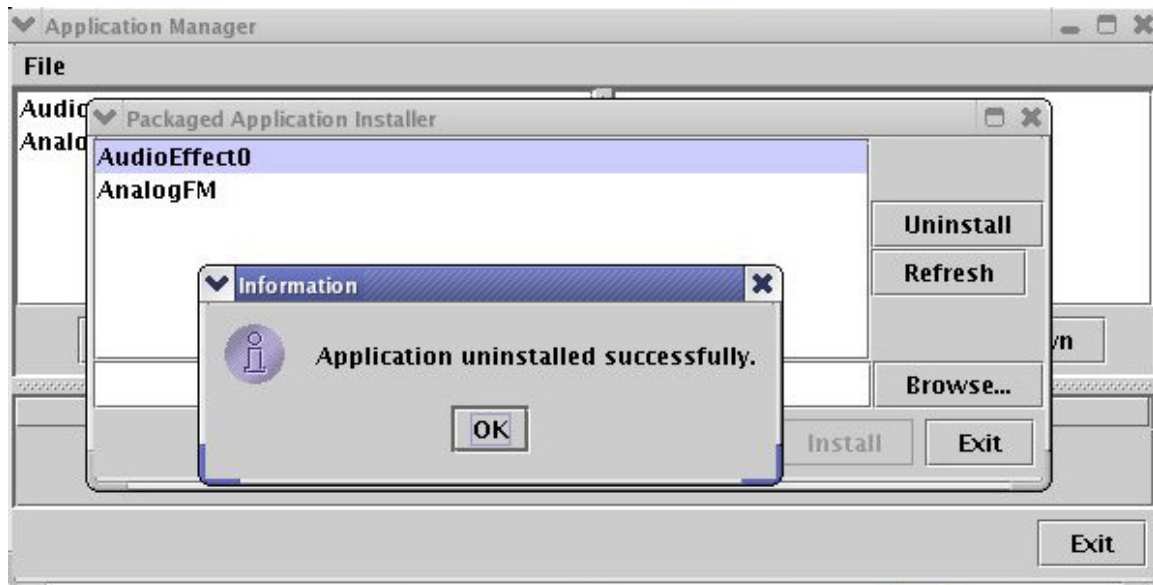 Application Manager
File
Packaged Application Installer
AudioEffect0
AnalogFM
Uninstall
Refresh
Information
Application uninstalled successfully.
OK
Browse...
Install
Exit
Exit